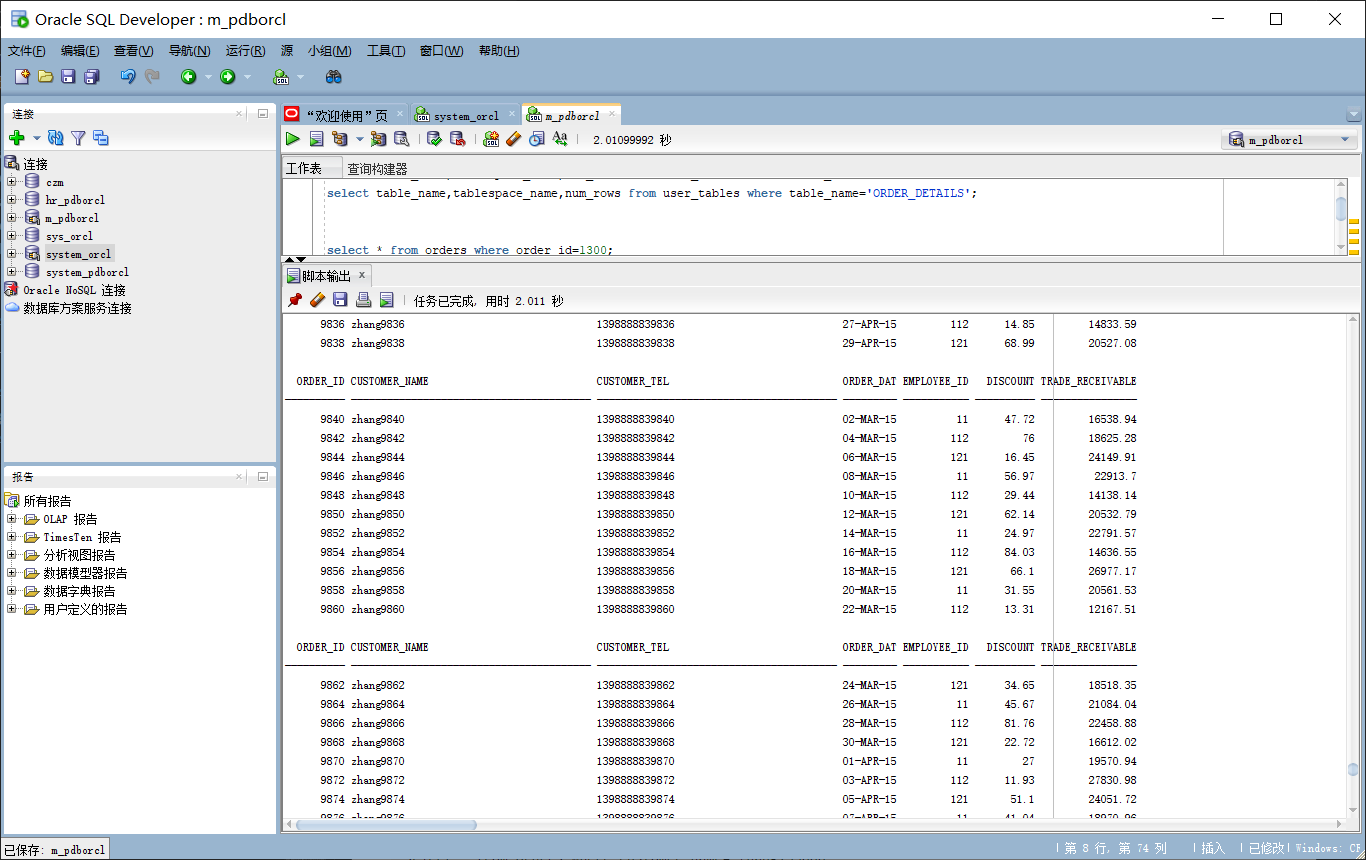 Oracle SQL Developer : m_pdborcl
文件(F) 编辑(E) 查看(V) 导航(N) 运行(R) 源 小组(M) 工具(T) 窗口(W) 帮助(H)
连接
连接
czm
hr_pdborcl
m_pdborcl
sys_orcl
system_orcl
system_pdborcl
Oracle NoSQL 连接
数据库方案服务连接
报告
所有报告
OLAP 报告
TimesTen 报告
分析视图报告
数据模型器报告
数据字典报告
用户定义的报告
“欢迎使用”页 system_orcl m_pdborcl
2.01099992 秒 m_pdborcl
工作表 查询构建器
select table_name,tablespace_name,num_rows from user_tables where table_name='ORDER_DETAILS';
select * from orders where order_id=1300;
脚本输出
任务已完成, 用时 2.011 秒
9836 zhang9836 1398888839836 27-APR-15 112 14.85 14833.59
9838 zhang9838 1398888839838 29-APR-15 121 68.99 20527.08
ORDER_ID CUSTOMER_NAME CUSTOMER_TEL ORDER_DAT EMPLOYEE_ID DISCOUNT TRADE_RECEIVABLE
9840 zhang9840 1398888839840 02-MAR-15 11 47.72 16538.94
9842 zhang9842 1398888839842 04-MAR-15 112 76 18625.28
9844 zhang9844 1398888839844 06-MAR-15 121 16.45 24149.91
9846 zhang9846 1398888839846 08-MAR-15 11 56.97 22913.7
9848 zhang9848 1398888839848 10-MAR-15 112 29.44 14138.14
9850 zhang9850 1398888839850 12-MAR-15 121 62.14 20532.79
9852 zhang9852 1398888839852 14-MAR-15 11 24.97 22791.57
9854 zhang9854 1398888839854 16-MAR-15 112 84.03 14636.55
9856 zhang9856 1398888839856 18-MAR-15 121 66.1 26977.17
9858 zhang9858 1398888839858 20-MAR-15 11 31.55 20561.53
9860 zhang9860 1398888839860 22-MAR-15 112 13.31 12167.51
ORDER_ID CUSTOMER_NAME CUSTOMER_TEL ORDER_DAT EMPLOYEE_ID DISCOUNT TRADE_RECEIVABLE
9862 zhang9862 1398888839862 24-MAR-15 121 34.65 18518.35
9864 zhang9864 1398888839864 26-MAR-15 11 45.67 21084.04
9866 zhang9866 1398888839866 28-MAR-15 112 81.76 22458.88
9868 zhang9868 1398888839868 30-MAR-15 121 22.72 16612.02
9870 zhang9870 1398888839870 01-APR-15 11 27 19570.94
9872 zhang9872 1398888839872 03-APR-15 112 11.93 27830.98
9874 zhang9874 1398888839874 05-APR-15 121 51.1 24051.72
9876 zhang9876 1398888839876 07-APR-15 11 41.04 18970.96
已保存: m_pdborcl
第 8 行, 第 74 列 插入 已修改 Windows: CF